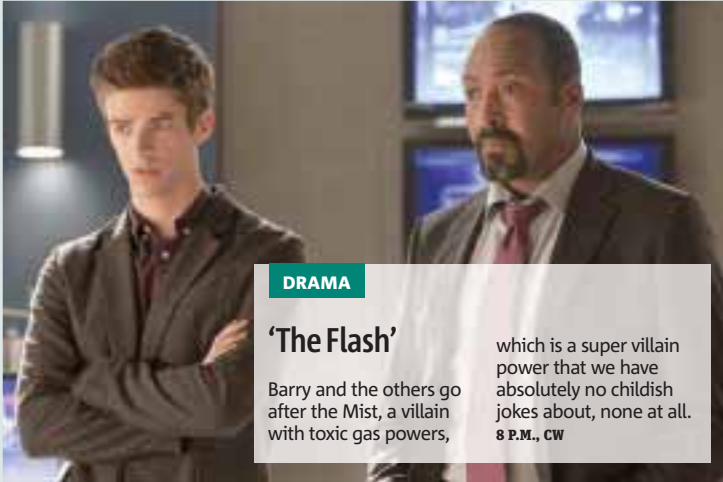 DRAMA
‘The Flash’
Barry and the others go
after the Mist, a villain
with toxic gas powers,
which is a super villain
power that we have
absolutely no childish
jokes about, none at all.
8 P.M., CW